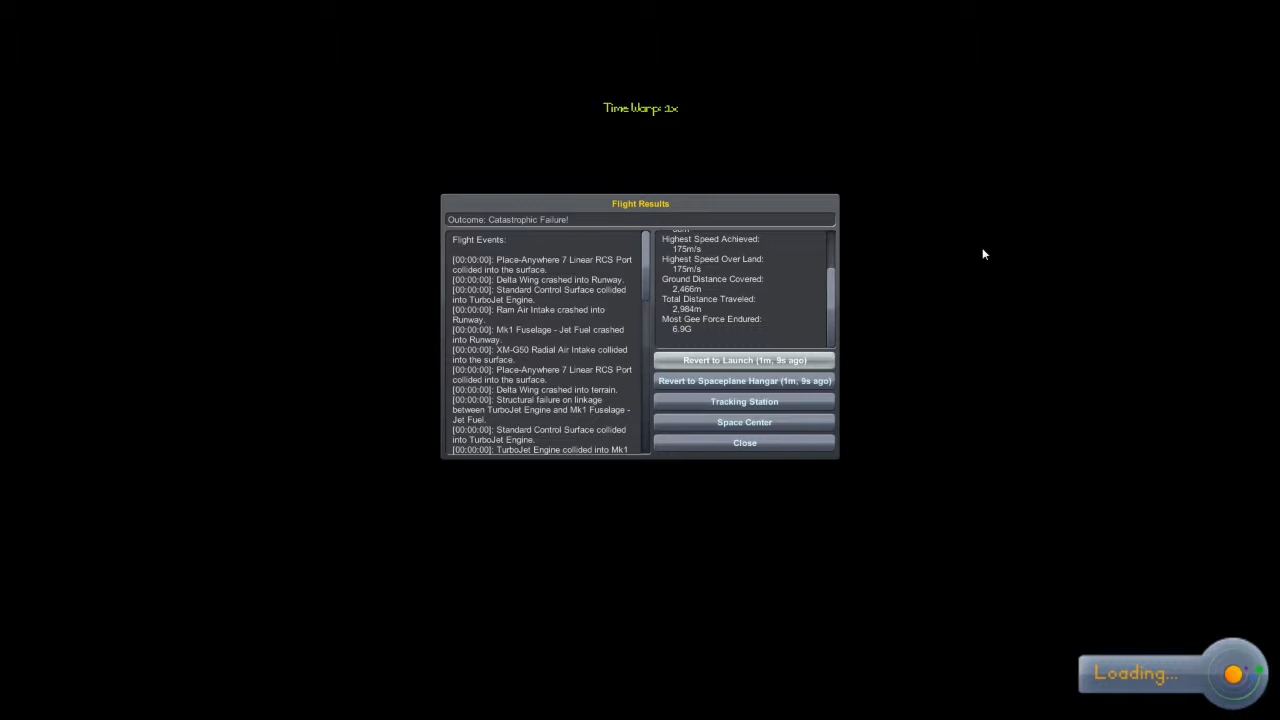 Time Warp: 1x
Flight Results
Outcome: Catastrophic Failure!
Flight Events:
[00:00:00]: Place-Anywhere 7 Linear RCS Port
collided into the surface.
[00:00:00]: Delta Wing crashed into Runway.
[00:00:00]: Standard Control Surface collided
into TurboJet Engine.
[00:00:00]: Ram Air Intake crashed into
Runway.
[00:00:00]: Mk1 Fuselage - Jet Fuel crashed
into Runway.
[00:00:00]: XM-G50 Radial Air Intake collided
into the surface.
[00:00:00]: Place-Anywhere 7 Linear RCS Port
collided into the surface.
[00:00:00]: Delta Wing crashed into terrain.
[00:00:00]: Structural failure on linkage
between TurboJet Engine and Mk1 Fuselage -
Jet Fuel.
[00:00:00]: Standard Control Surface collided
into TurboJet Engine.
[00:00:00]: TurboJet Engine collided into Mk1
Highest Speed Achieved:
175m/s
Highest Speed Over Land:
175m/s
Ground Distance Covered:
2,466m
Total Distance Traveled:
2,984m
Most Gee Force Endured:
6.9G
Revert to Launch (1m, 9s ago)
Revert to Spaceplane Hangar (1m, 9s ago)
Tracking Station
Space Center
Close
Loading...